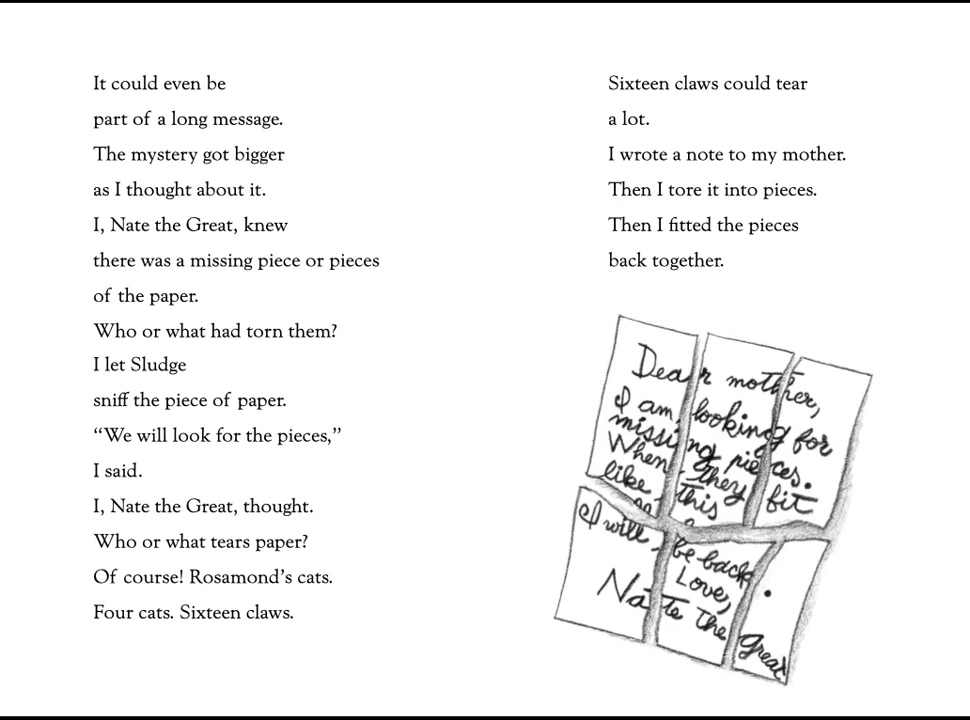 It could even be
part of a long message.
The mystery got bigger
as I thought about it.
I, Nate the Great, knew
there was a missing piece or pieces
of the paper.
Who or what had torn them?
I let Sludge
sniff the piece of paper.
“We will look for the pieces,”
I said.
I, Nate the Great, thought.
Who or what tears paper?
Of course! Rosamond’s cats.
Four cats. Sixteen claws.
Sixteen claws could tear
a lot.
I wrote a note to my mother.
Then I tore it into pieces.
Then I fitted the pieces
back together.
Dear mother,
I am looking for
missing pieces.
When they fit
like this
I will be back.
Love,
Nate the Great